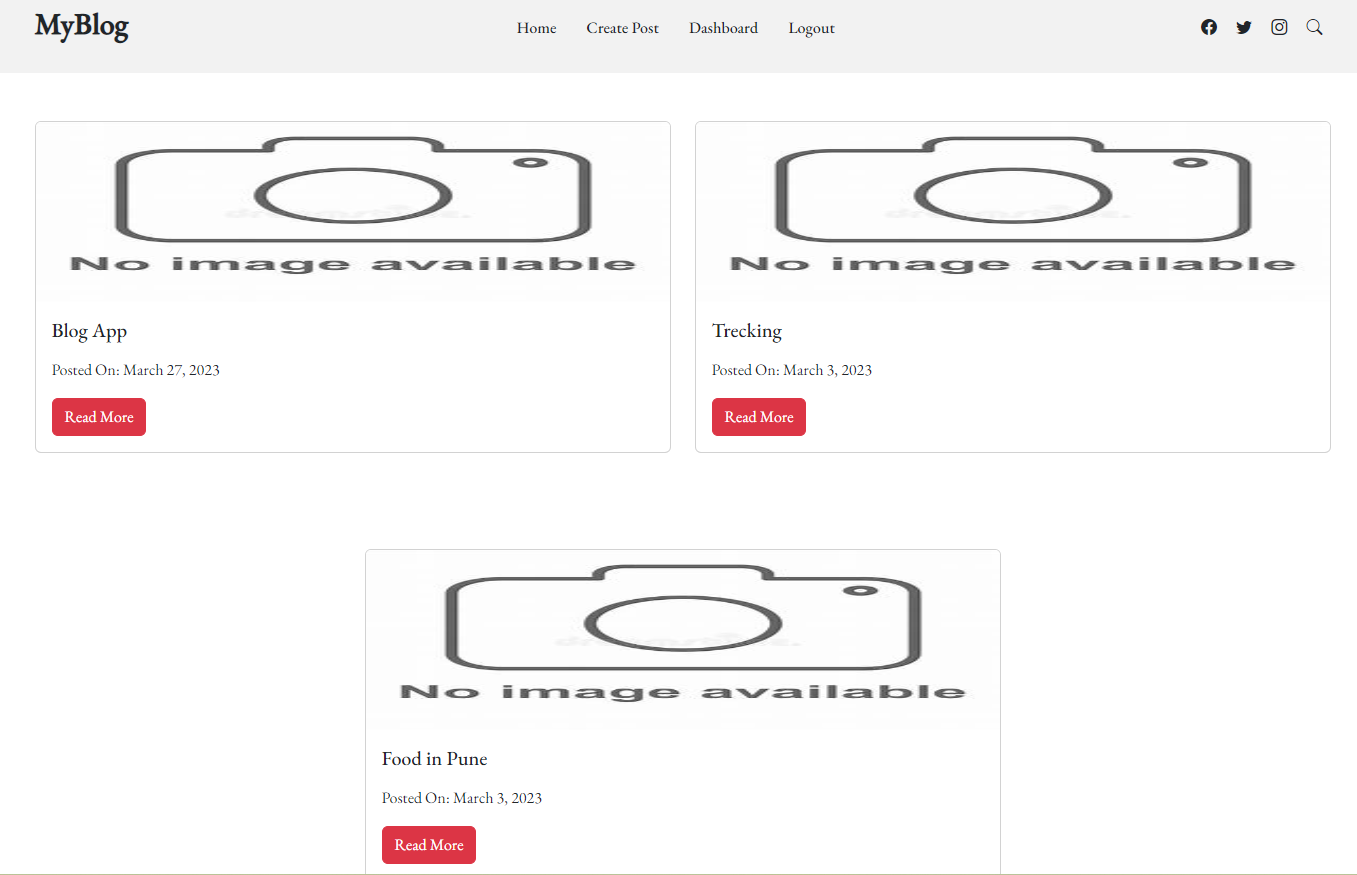 MyBlog
Home Create Post Dashboard Logout
No image available
Blog App
Posted On: March 27, 2023
Read More
No image available
Trecking
Posted On: March 3, 2023
Read More
No image available
Food in Pune
Posted On: March 3, 2023
Read More